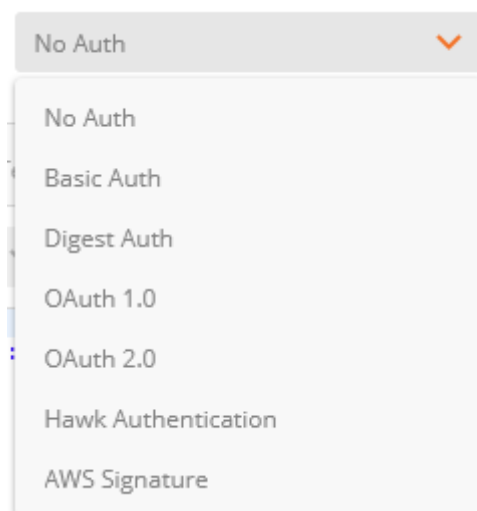 No Auth
No Auth
Basic Auth
Digest Auth
OAuth 1.0
OAuth 2.0
Hawk Authentication
AWS Signature